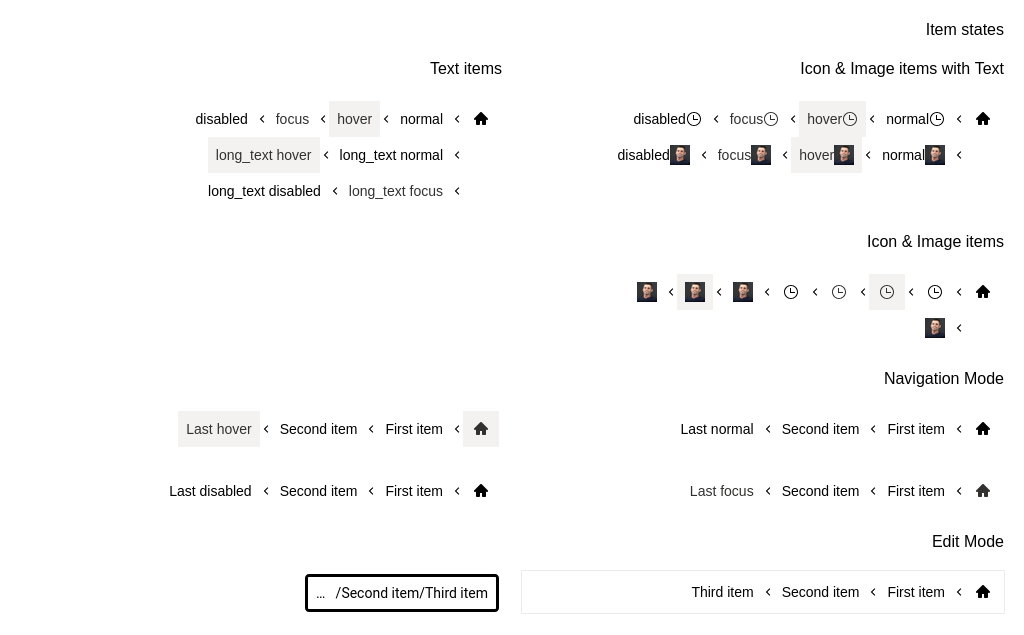 Item states
Text items
Icon & Image items with Text
disabled focus hover normal
disabled focus hover normal
long_text hover long_text normal
disabled focus hover normal
long_text disabled long_text focus
Icon & Image items
Navigation Mode
Last hover Second item First item
Last normal Second item First item
Last disabled Second item First item
Last focus Second item First item
Edit Mode
... /Second item/Third item
Third item Second item First item